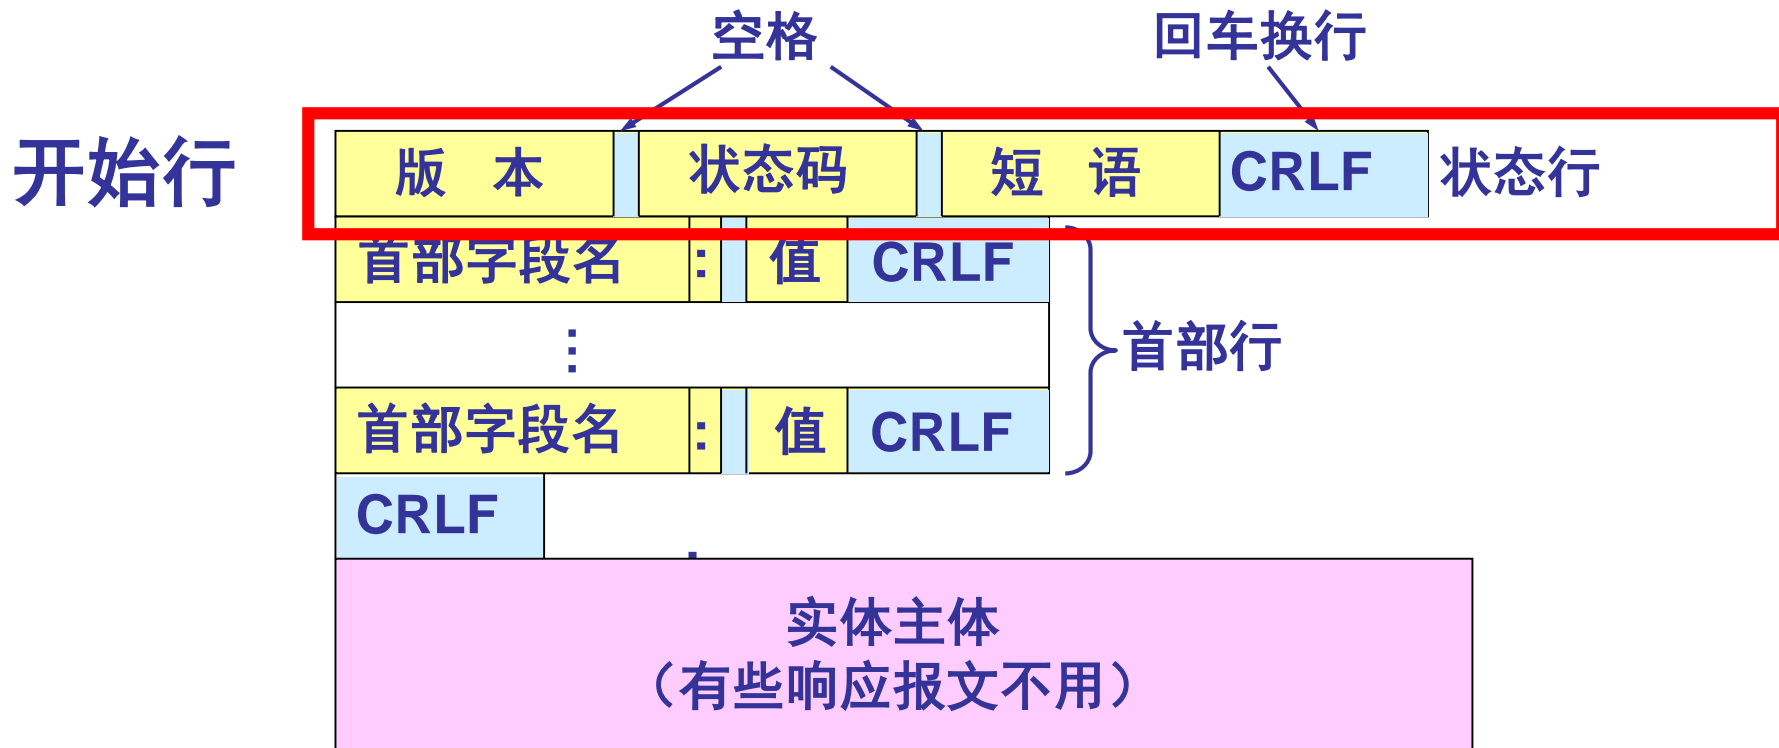 空格 回车换行
开始行 版 本 状态码 短 语 CRLF 状态行
首部字段名 : 值 CRLF
⋮
首部行
首部字段名 : 值 CRLF
CRLF
实体主体
（有些响应报文不用）